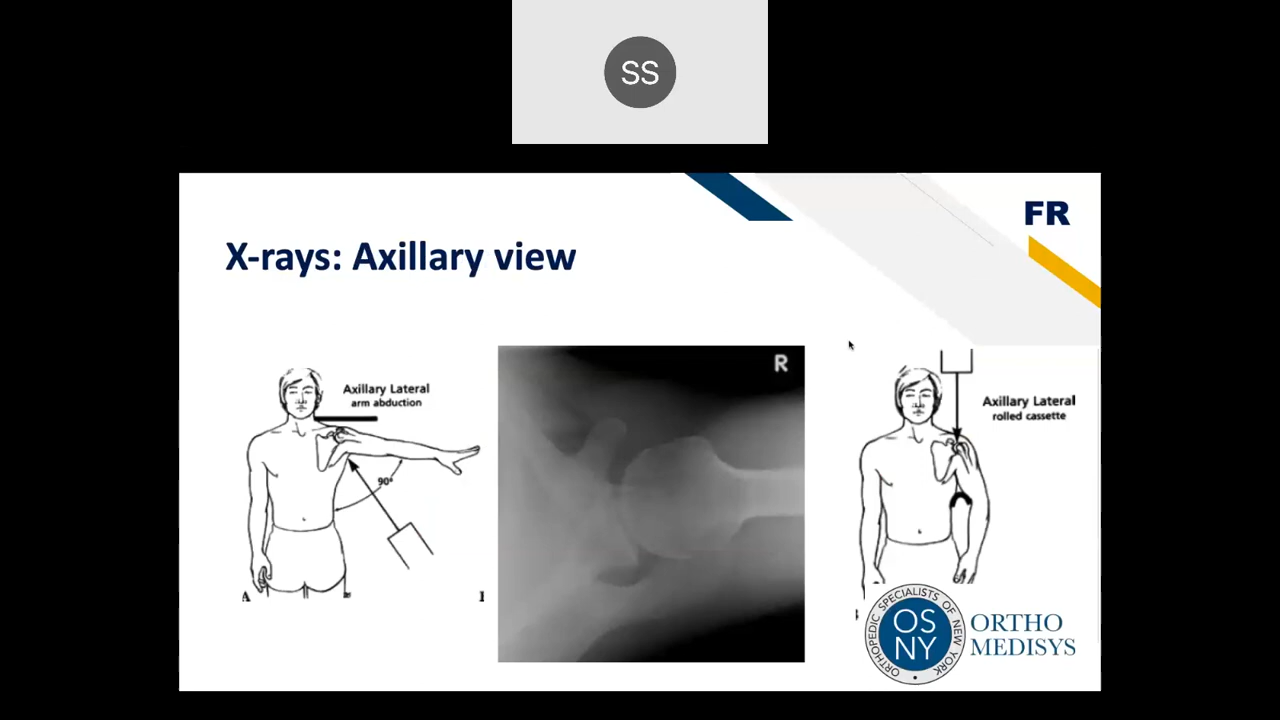 SS
FR
X-rays: Axillary view
Axillary Lateral
arm abduction
90°
A
R
Axillary Lateral
rolled cassette
ORTHOPEDIC SPECIALISTS OF NEW YORK
OS
NY
ORTHO
MEDISYS